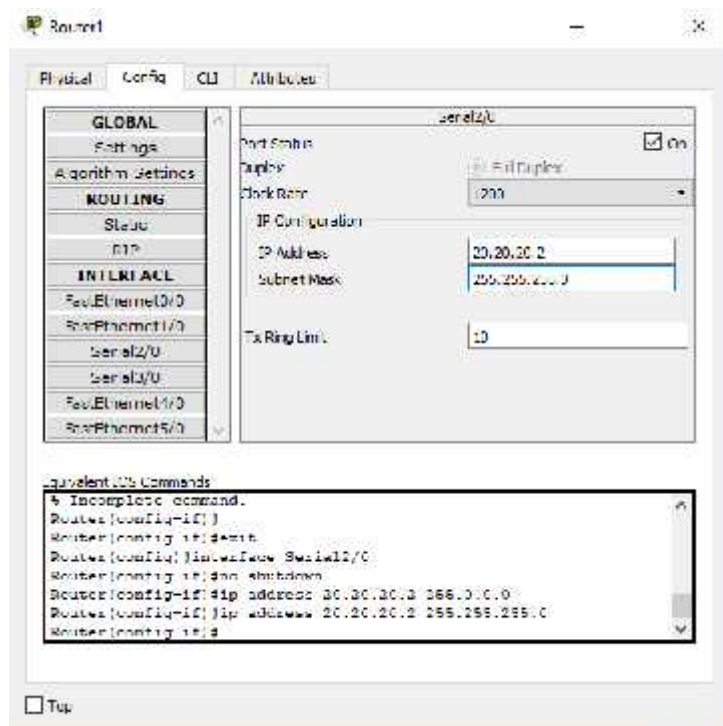 Router1
Physical Config CLI Attributes
GLOBAL
Settings
Algorithm Settings
ROUTING
Static
RIP
INTERFACE
FastEthernet0/0
FastEthernet1/0
Serial2/0
Serial3/0
FastEthernet4/0
FastEthernet5/0
Serial2/0
Port Status On
Duplex Full Duplex
Clock Rate 1200
IP Configuration
IP Address 20.20.20.2
Subnet Mask 255.255.255.0
Tx Ring Limit 10
Equivalent IOS Commands
% Incomplete command.
Router(config-if)#
Router(config-if)#exit
Router(config)#interface Serial2/0
Router(config-if)#no shutdown
Router(config-if)#ip address 20.20.20.2 255.0.0.0
Router(config-if)#ip address 20.20.20.2 255.255.255.0
Router(config-if)#
Top